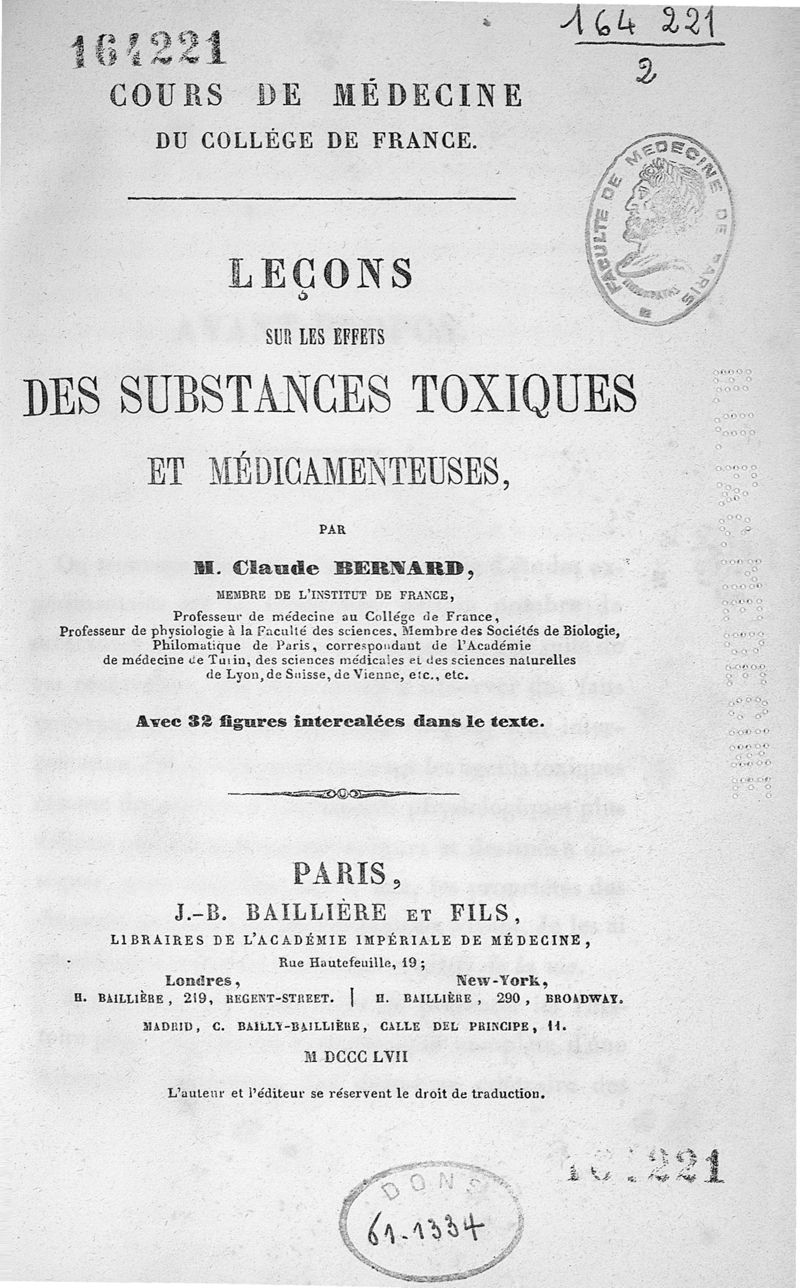 164221
164 221
2
COURS DE MÉDECINE
DU COLLÉGE DE FRANCE.
FACULTE DE MEDECINE DE PARIS
LEÇONS
SUR LES EFFETS
DES SUBSTANCES TOXIQUES
ET MÉDICAMENTEUSES,
PAR
M. Claude BERNARD,
MEMBRE DE L'INSTITUT DE FRANCE,
Professeur de médecine au Collége de France,
Professeur de physiologie à la Faculté des sciences, Membre des Sociétés de Biologie,
Philomatique de Paris, correspondant de l'Académie
de médecine de Turin, des sciences médicales et des sciences naturelles
de Lyon, de Suisse, de Vienne, etc., etc.
Avec 32 figures intercalées dans le texte.
PARIS,
J.-B. BAILLIÈRE ET FILS,
LIBRAIRES DE L'ACADÉMIE IMPÉRIALE DE MÉDECINE,
Rue Hautefeuille, 19;
Londres, New-York,
H. BAILLIÈRE, 219, REGENT-STREET. | H. BAILLIÈRE, 290, BROADWAY.
MADRID, C. BAILLY-BAILLIÈRE, CALLE DEL PRINCIPE, 11.
M DCCC LVII
L'auteur et l'éditeur se réservent le droit de traduction.
221
DONS
61-1334